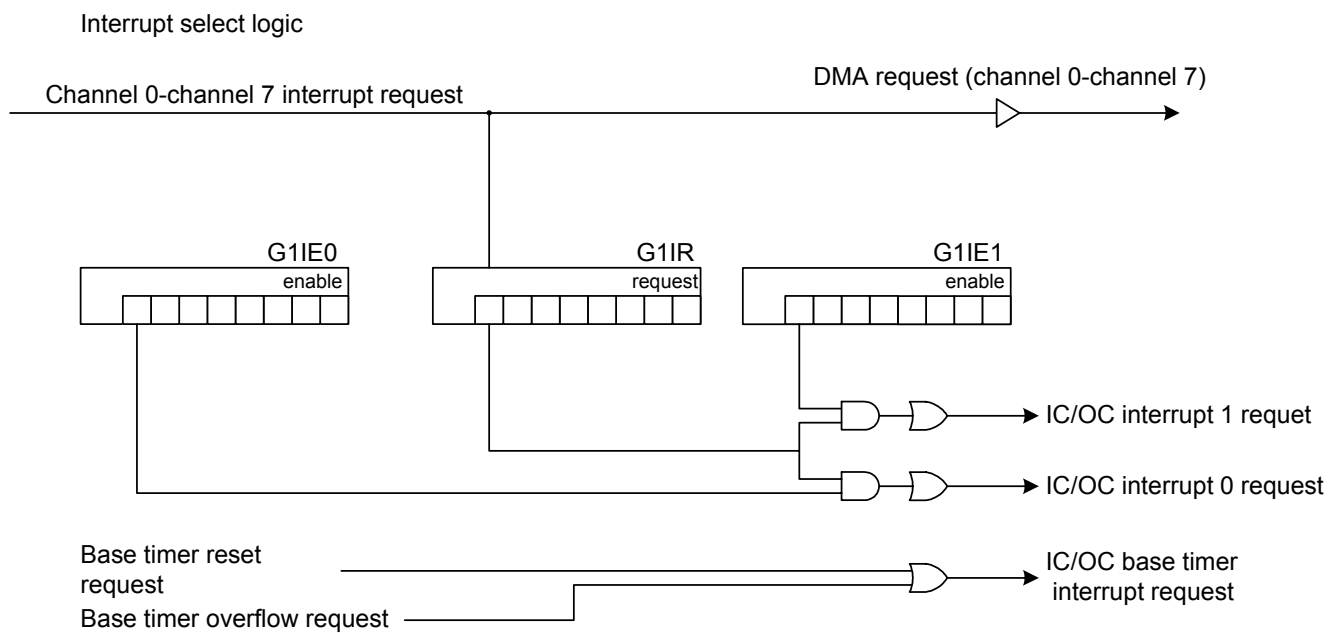 Interrupt select logic
DMA request (channel 0-channel 7)
Channel 0-channel 7 interrupt request
G1IE0
enable
G1IR
request
G1IE1
enable
IC/OC interrupt 1 requet
IC/OC interrupt 0 request
Base timer reset
request
Base timer overflow request
IC/OC base timer
interrupt request